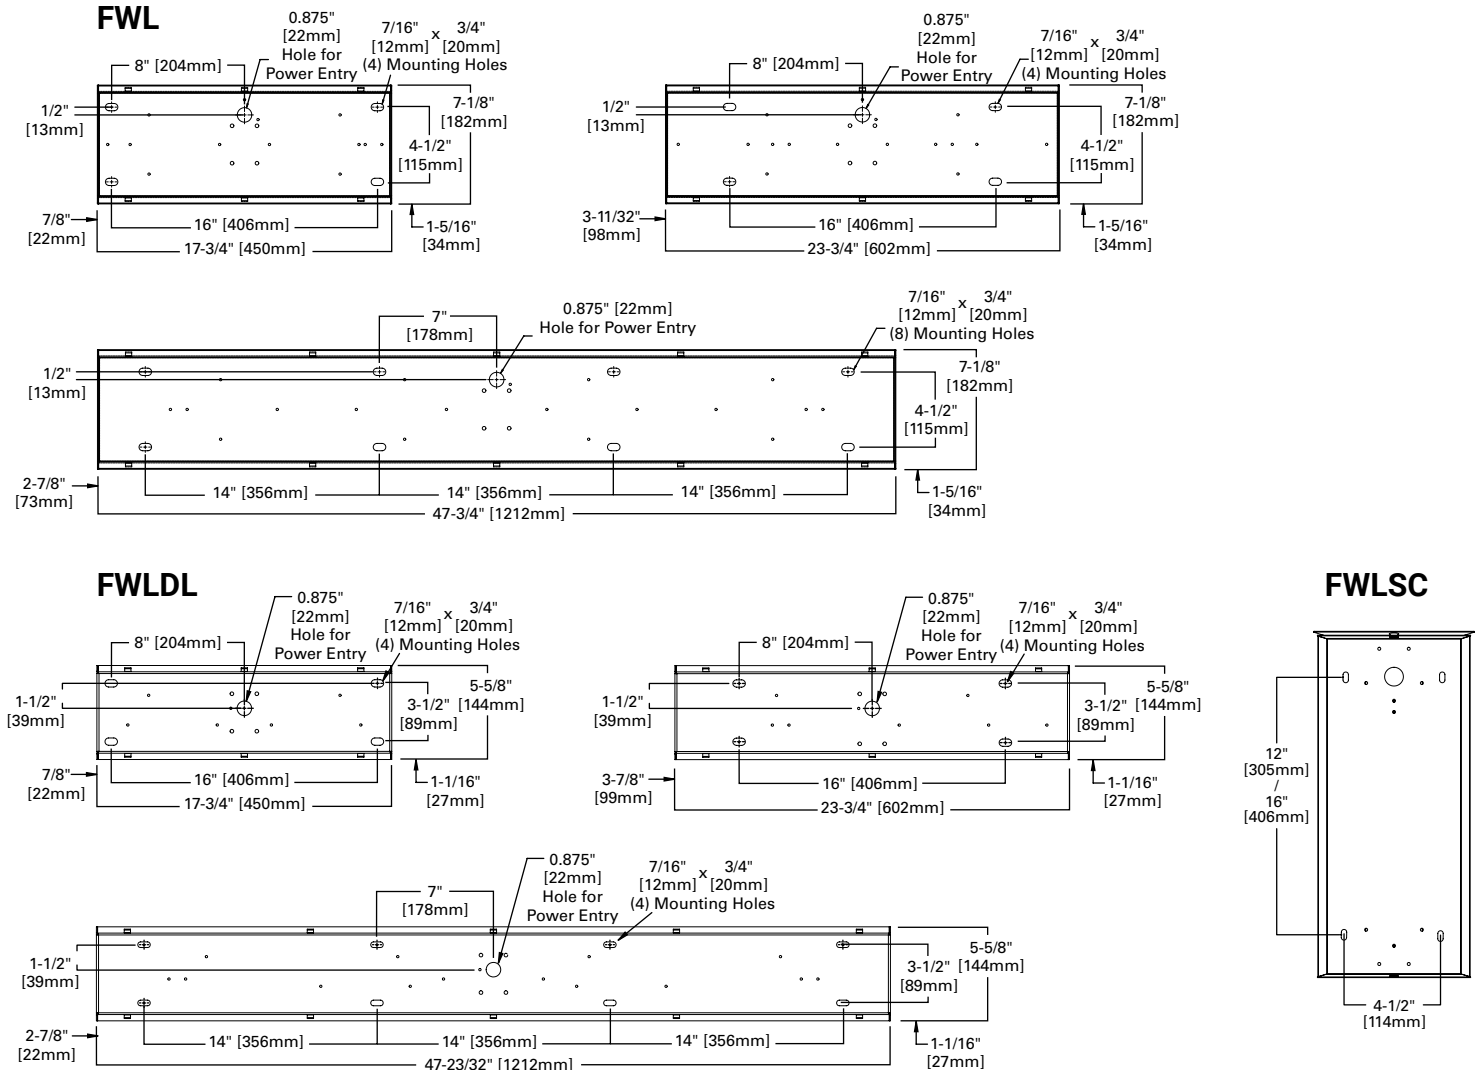 FWL
0.875"
[22mm]
Hole for
Power Entry
7/16" x 3/4"
[12mm] [20mm]
(4) Mounting Holes
8" [204mm]
1/2"
[13mm]
7-1/8"
[182mm]
4-1/2"
[115mm]
7/8"
[22mm]
16" [406mm]
17-3/4" [450mm]
1-5/16"
[34mm]
0.875"
[22mm]
Hole for
Power Entry
7/16" x 3/4"
[12mm] [20mm]
(4) Mounting Holes
8" [204mm]
1/2"
[13mm]
7-1/8"
[182mm]
4-1/2"
[115mm]
3-11/32"
[98mm]
16" [406mm]
23-3/4" [602mm]
1-5/16"
[34mm]
7"
[178mm]
0.875" [22mm]
Hole for Power Entry
7/16" x 3/4"
[12mm] [20mm]
(8) Mounting Holes
1/2"
[13mm]
7-1/8"
[182mm]
4-1/2"
[115mm]
2-7/8"
[73mm]
14" [356mm]
14" [356mm]
14" [356mm]
47-3/4" [1212mm]
1-5/16"
[34mm]
FWLDL
0.875"
[22mm]
Hole for
Power Entry
7/16" x 3/4"
[12mm] [20mm]
(4) Mounting Holes
8" [204mm]
1-1/2"
[39mm]
5-5/8"
[144mm]
3-1/2"
[89mm]
7/8"
[22mm]
16" [406mm]
17-3/4" [450mm]
1-1/16"
[27mm]
0.875"
[22mm]
Hole for
Power Entry
7/16" x 3/4"
[12mm] [20mm]
(4) Mounting Holes
8" [204mm]
1-1/2"
[39mm]
5-5/8"
[144mm]
3-1/2"
[89mm]
3-7/8"
[99mm]
16" [406mm]
23-3/4" [602mm]
1-1/16"
[27mm]
7"
[178mm]
0.875"
[22mm]
Hole for
Power Entry
7/16" x 3/4"
[12mm] [20mm]
(4) Mounting Holes
1-1/2"
[39mm]
5-5/8"
[144mm]
3-1/2"
[89mm]
2-7/8"
[22mm]
14" [356mm]
14" [356mm]
14" [356mm]
47-23/32" [1212mm]
1-1/16"
[27mm]
FWLSC
12"
[305mm]
/
16"
[406mm]
4-1/2"
[114mm]